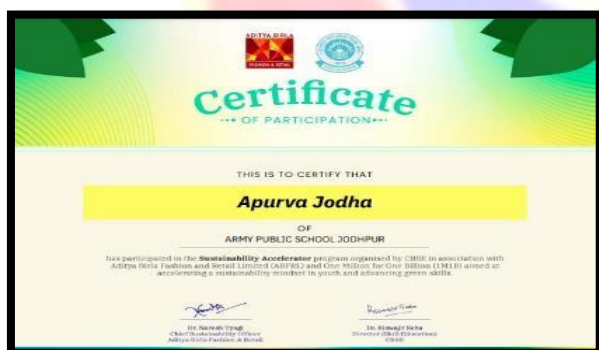 ADITYA BIRLA
FASHION & RETAIL
Certificate
••• OF PARTICIPATION•••
THIS IS TO CERTIFY THAT
Apurva Jodha
OF
ARMY PUBLIC SCHOOL JODHPUR
has participated in the Sustainability Accelerator program organised by CBSE in association with
Aditya Birla Fashion and Retail Limited (ABFRL) and One Million for One Billion (1M1B) aimed at
accelerating a sustainability mindset in youth and advancing green skills.
Dr. Naresh Tyagi
Chief Sustainability Officer
Aditya Birla Fashion & Retail
Dr. Biswajit Saha
Director (Skill Education)
CBSE